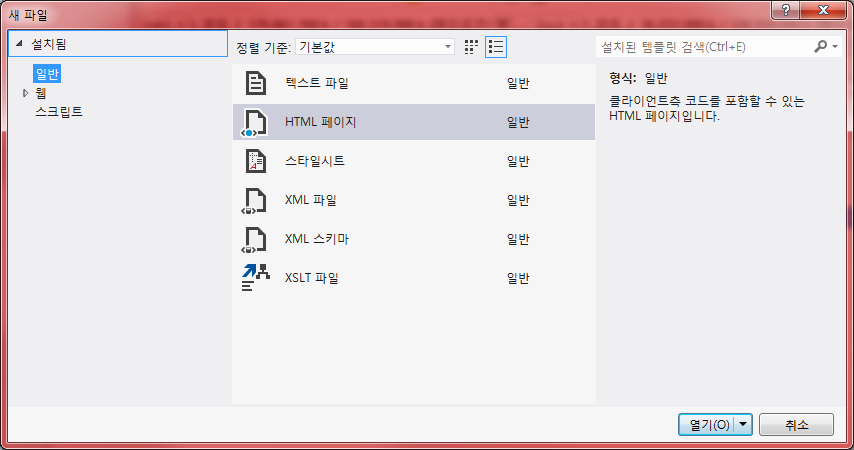 새 파일
설치됨
일반
웹
스크립트
정렬 기준: 기본값
텍스트 파일 일반
HTML 페이지 일반
스타일시트 일반
XML 파일 일반
XML 스키마 일반
XSLT 파일 일반
설치된 템플릿 검색(Ctrl+E)
형식: 일반
클라이언트측 코드를 포함할 수 있는
HTML 페이지입니다.
열기(O)
취소